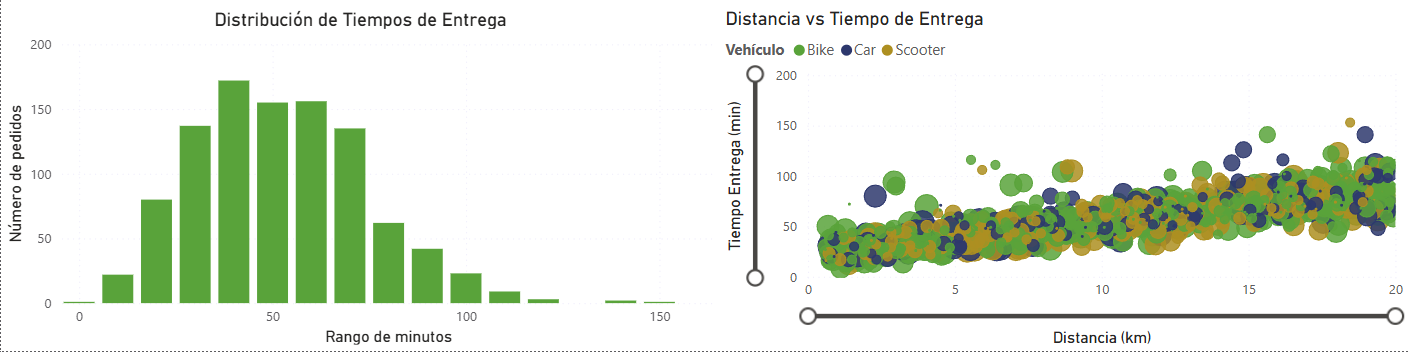 Distribución de Tiempos de Entrega
200
150
100
50
0
Número de pedidos
0 50 100 150
Rango de minutos
Distancia vs Tiempo de Entrega
Vehículo Bike Car Scooter
200
150
100
50
0
Tiempo Entrega (min)
0 5 10 15 20
Distancia (km)